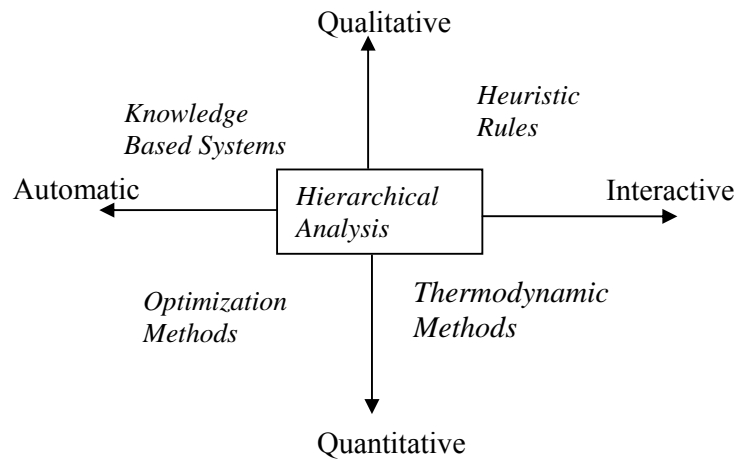 Qualitative
Knowledge
Based Systems
Heuristic
Rules
Automatic
Hierarchical
Analysis
Interactive
Optimization
Methods
Thermodynamic
Methods
Quantitative